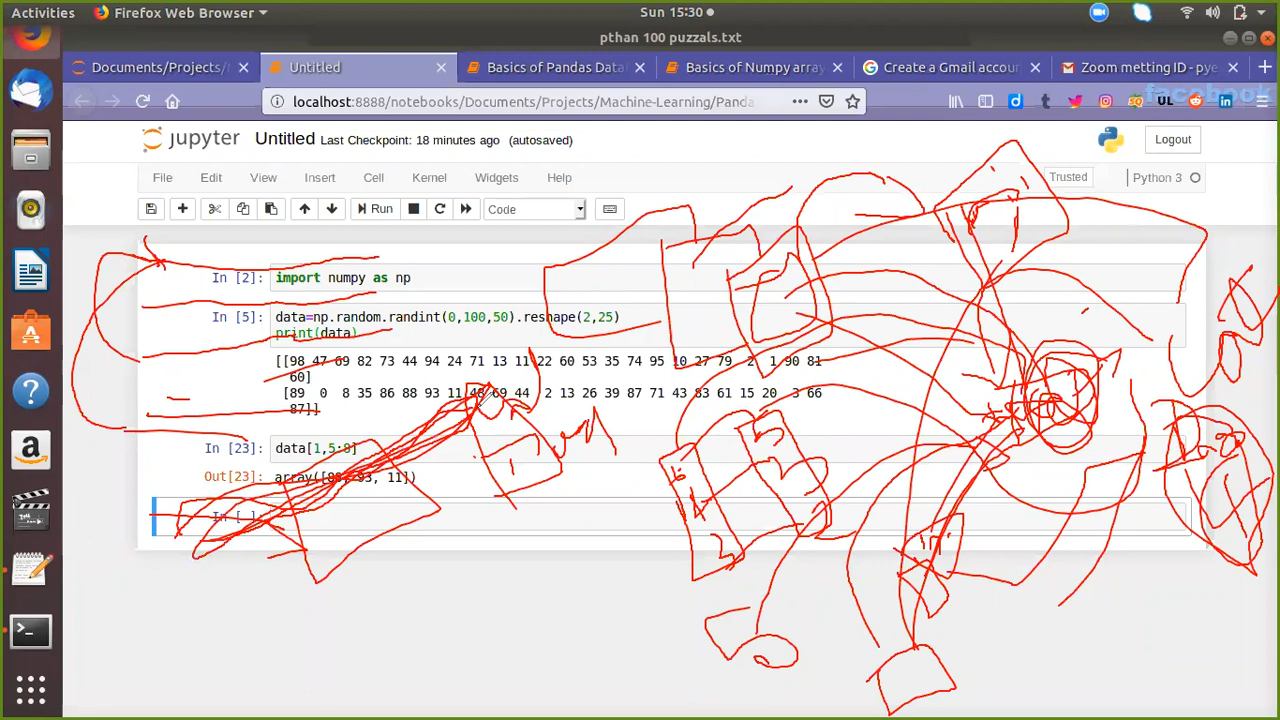 Activities Firefox Web Browser Sun 15:30
pthan 100 puzzals.txt
Documents/Projects/ Untitled Basics of Pandas Data Basics of Numpy array Create a Gmail accoun Zoom metting ID - pye
localhost:8888/notebooks/Documents/Projects/Machine-Learning/Panda
facebook
jupyter Untitled Last Checkpoint: 18 minutes ago (autosaved) Logout
File Edit View Insert Cell Kernel Widgets Help Trusted Python 3
Run Code
In [2]: import numpy as np
In [5]: data=np.random.randint(0,100,50).reshape(2,25)
print(data)
[[98 47 69 82 73 44 94 24 71 13 11 22 60 53 35 74 95 10 27 79 2 1 90 81
60]
[89 0 8 35 86 88 93 11 48 69 44 2 13 26 39 87 71 43 83 61 15 20 3 66
87]]
In [23]: data[1,5:8]
Out[23]: array([88, 93, 11])
In [ ]: